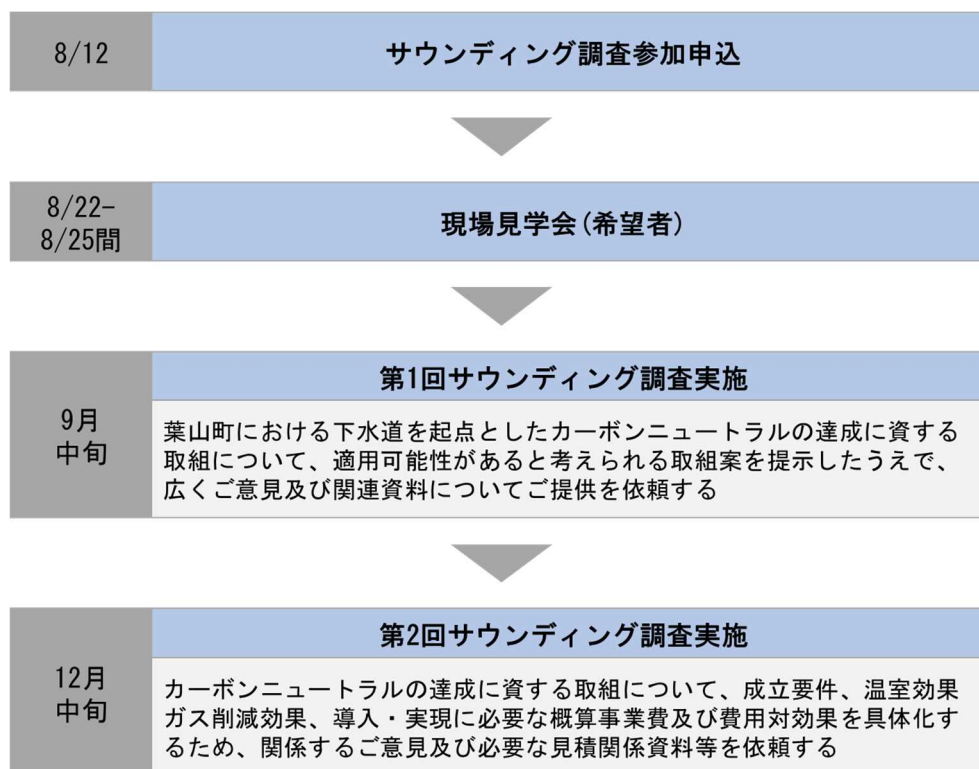 8/12
サウンディング調査参加申込
8/22-
8/25間
現場見学会(希望者)
9月
中旬
第1回サウンディング調査実施
葉山町における下水道を起点としたカーボンニュートラルの達成に資する
取組について、適用可能性があると考えられる取組案を提示したうえで、
広くご意見及び関連資料についてご提供を依頼する
12月
中旬
第2回サウンディング調査実施
カーボンニュートラルの達成に資する取組について、成立要件、温室効果
ガス削減効果、導入・実現に必要な概算事業費及び費用対効果を具体化す
るため、関係するご意見及び必要な見積関係資料等を依頼する